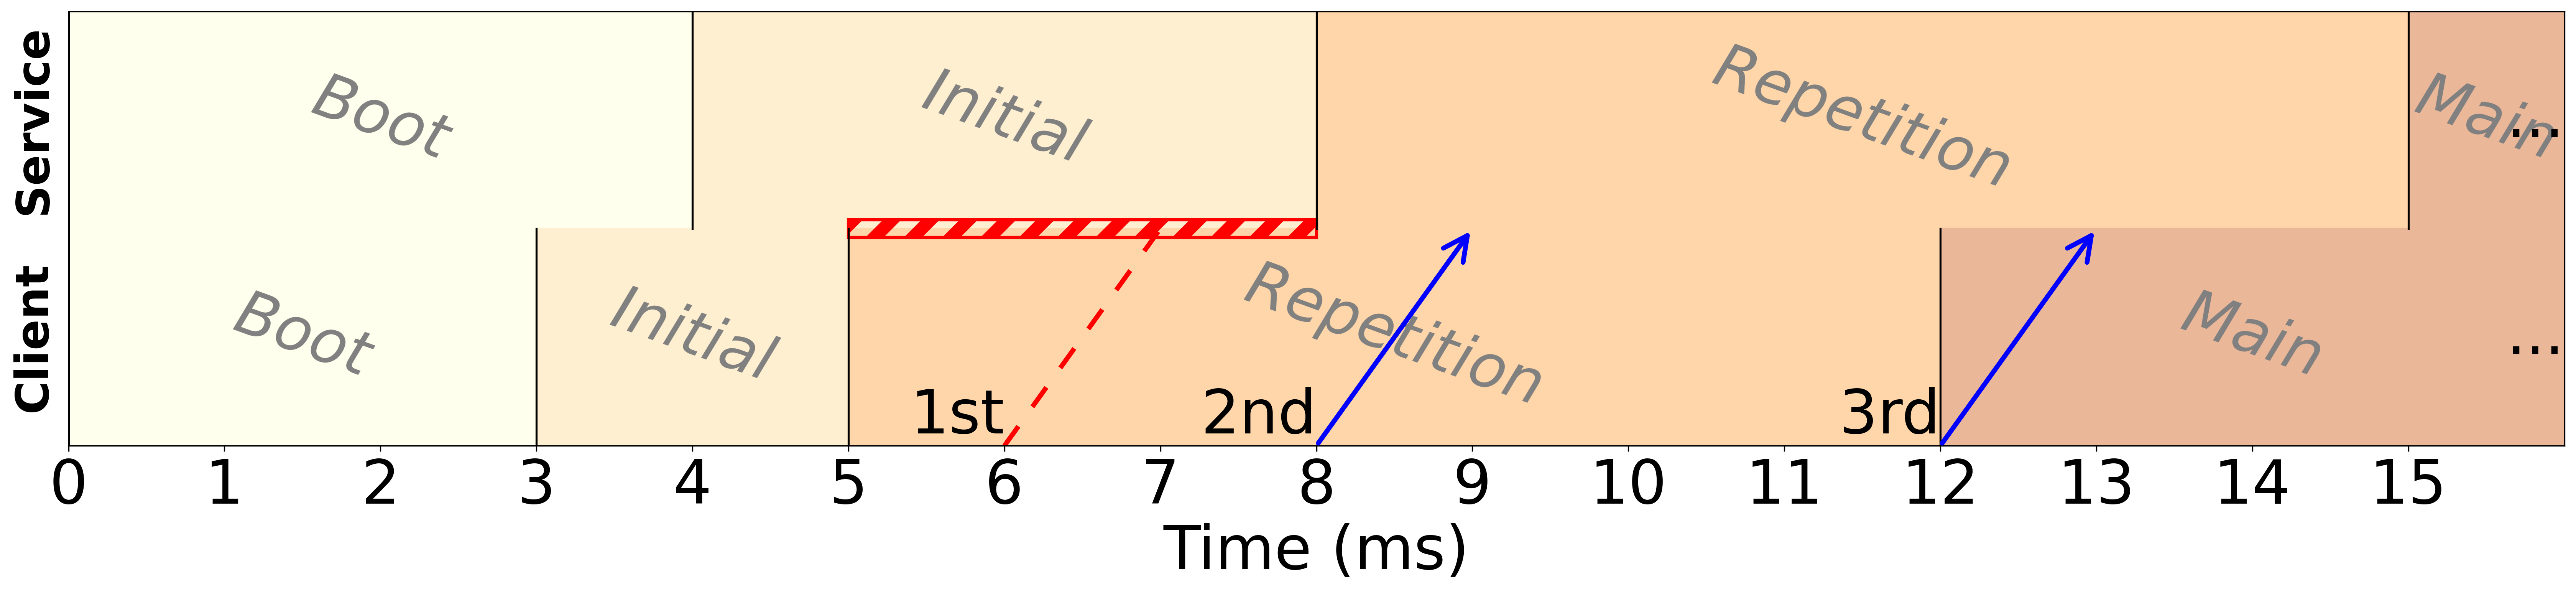 Service
Boot
Initial
Repetition
Main
...
Client
Boot
Initial
Repetition
Main
...
1st
2nd
3rd
0 1 2 3 4 5 6 7 8 9 10 11 12 13 14 15
Time (ms)